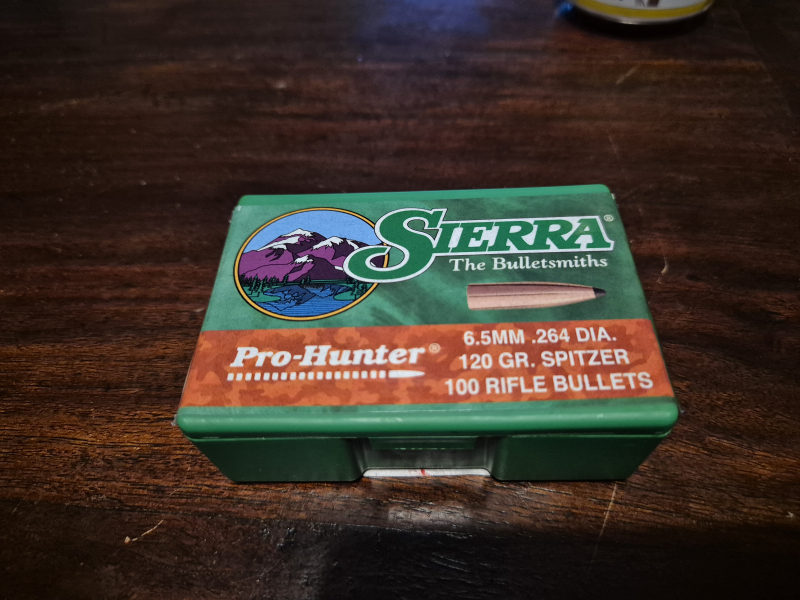 SIERRA®
The Bulletsmiths
Pro-Hunter®
6.5MM .264 DIA.
120 GR. SPITZER
100 RIFLE BULLETS